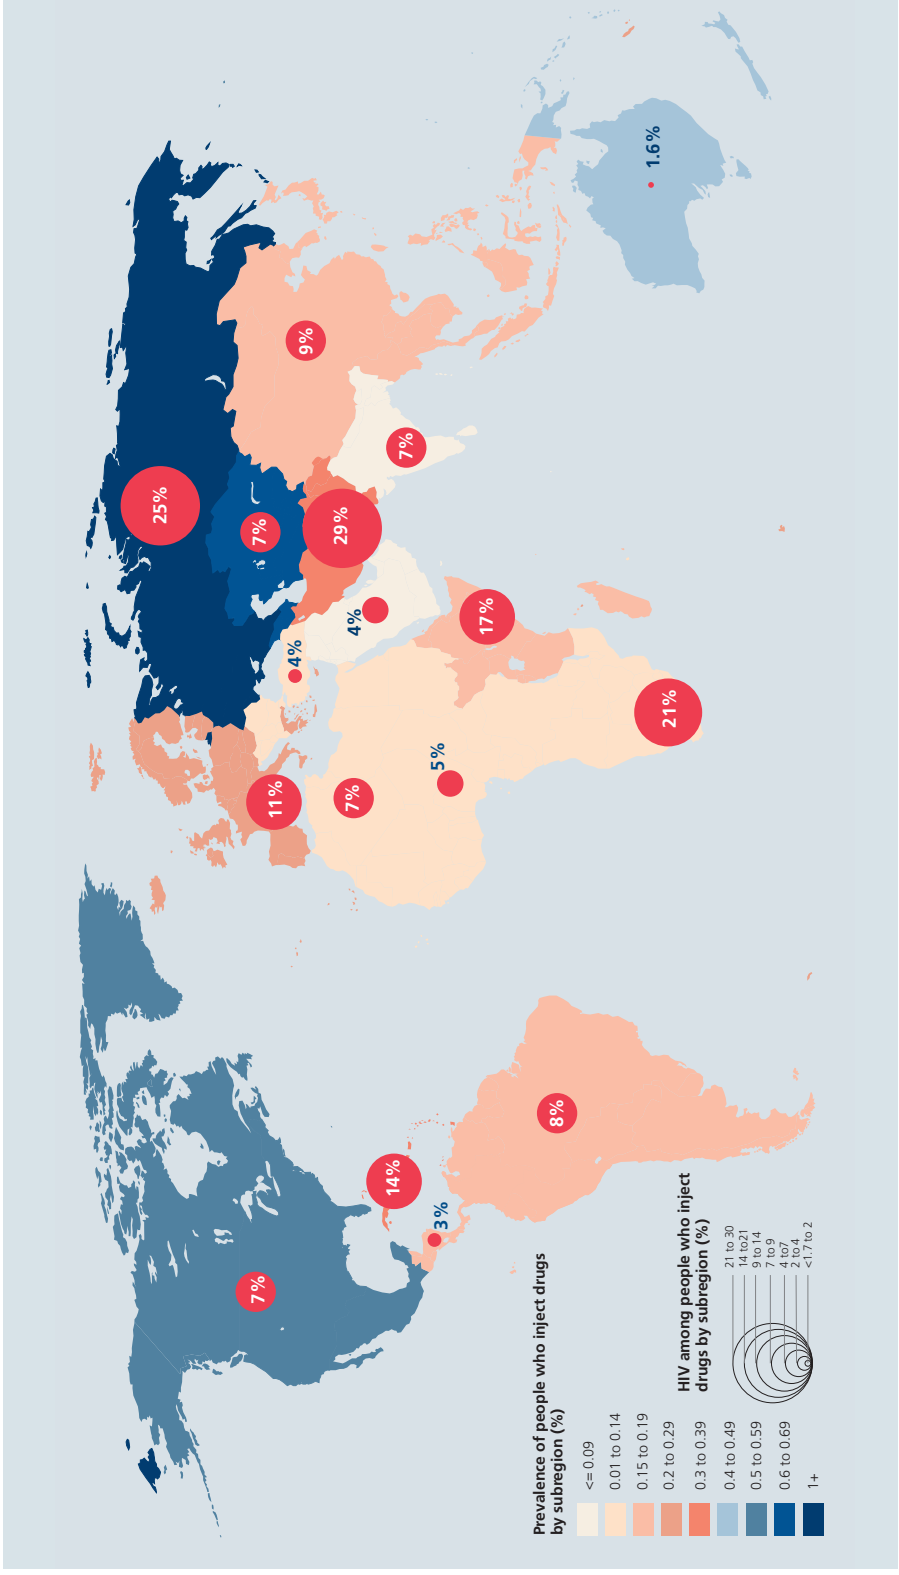 25%
7%
9%
29%
7%
4%
4%
11%
7%
5%
17%
21%
1.6%
7%
14%
3%
8%
Prevalence of people who inject drugs
by subregion (%)
<= 0.09
0.01 to 0.14
0.15 to 0.19
0.2 to 0.29
0.3 to 0.39
0.4 to 0.49
0.5 to 0.59
0.6 to 0.69
1+
HIV among people who inject
drugs by subregion (%)
21 to 30
14 to21
9 to 14
7 to 9
4 to7
2 to 4
<1.7 to 2